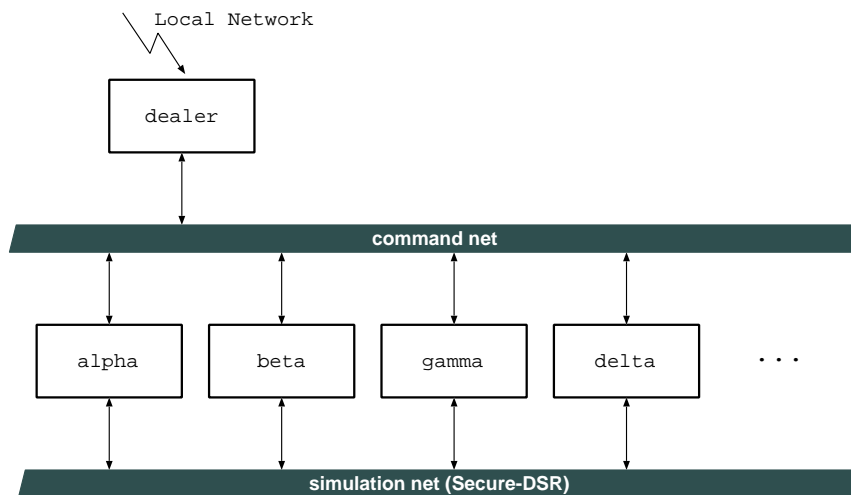 Local Network
dealer
command net
alpha
beta
gamma
delta
...
simulation net (Secure-DSR)